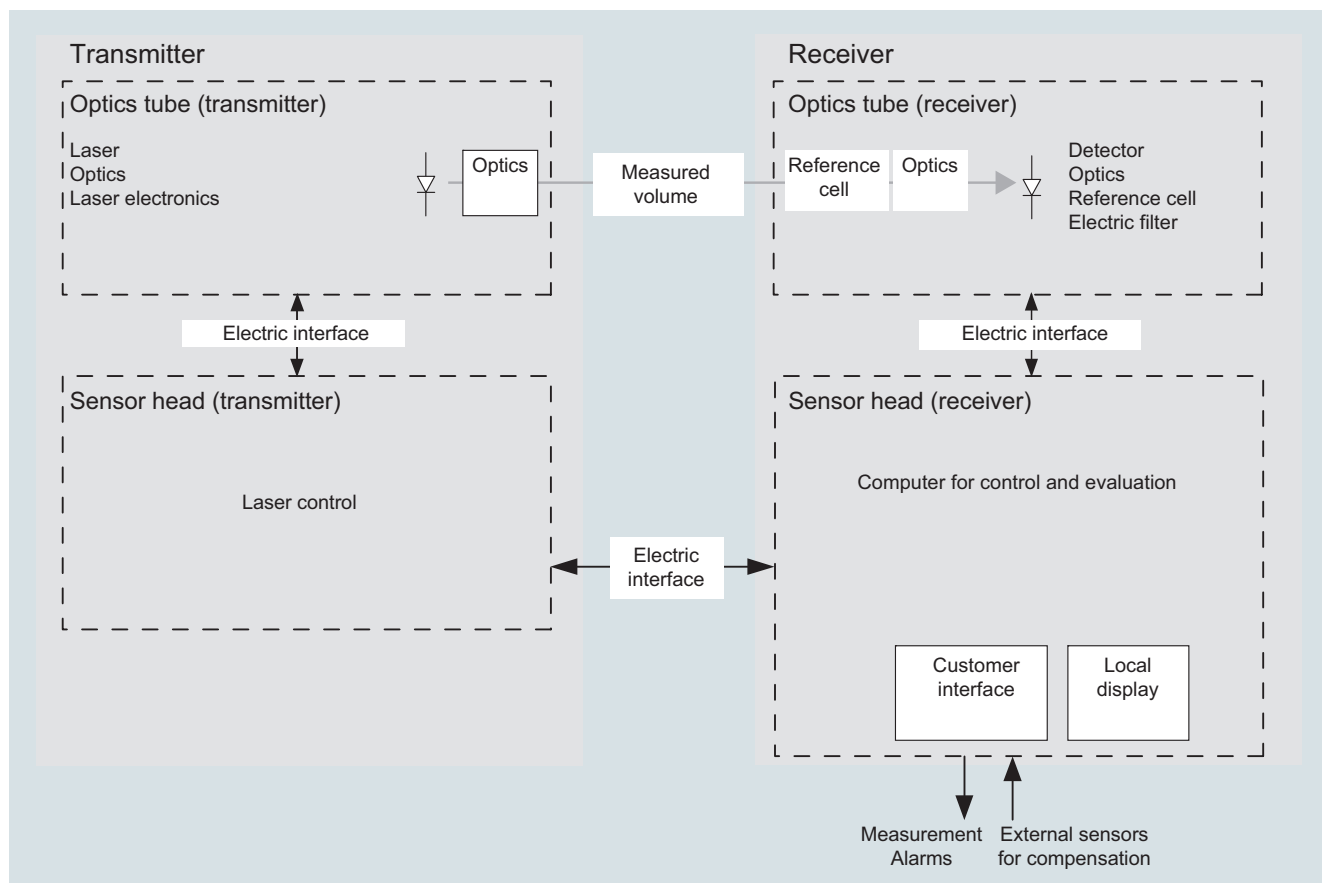 Transmitter
Optics tube (transmitter)
Laser
Optics
Laser electronics
Optics
Measured
volume
Receiver
Optics tube (receiver)
Reference
cell
Optics
Detector
Optics
Reference cell
Electric filter
Electric interface
Electric interface
Sensor head (transmitter)
Laser control
Electric
interface
Sensor head (receiver)
Computer for control and evaluation
Customer
interface
Local
display
Measurement
Alarms
External sensors
for compensation